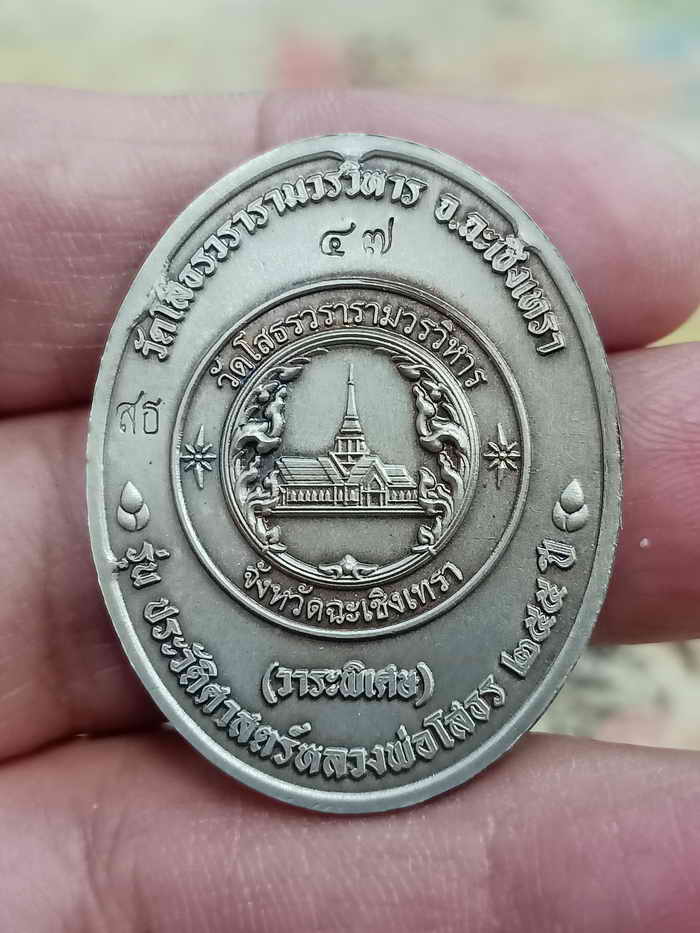 วัดโสธรวรารามวรวิหาร จ.ฉะเชิงเทรา
๔๗
วัดโสธรวรารามวรวิหาร
สธ
จังหวัดฉะเชิงเทรา
(วาระพิเศษ)
รุ่น ประวัติศาสตร์หลวงพ่อโสธร ๒๕๕ ปี